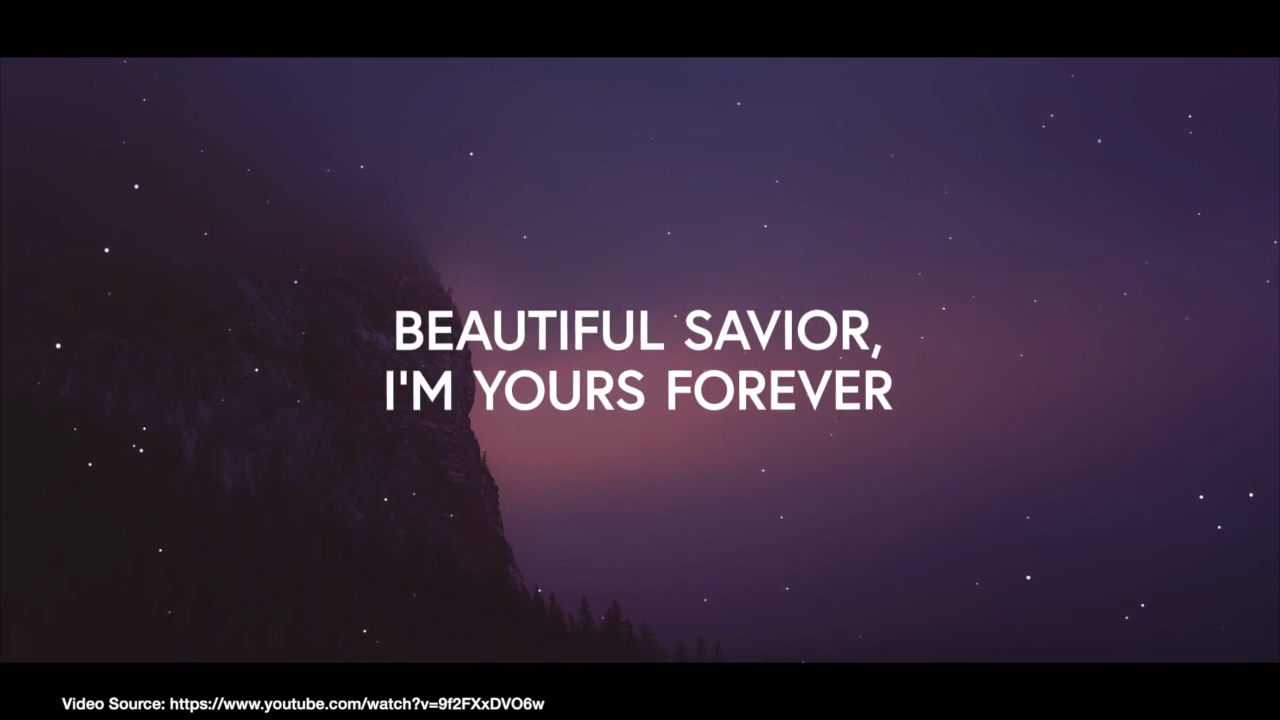 BEAUTIFUL SAVIOR,
I'M YOURS FOREVER
Video Source: https://www.youtube.com/watch?v=9f2FXxDVO6w